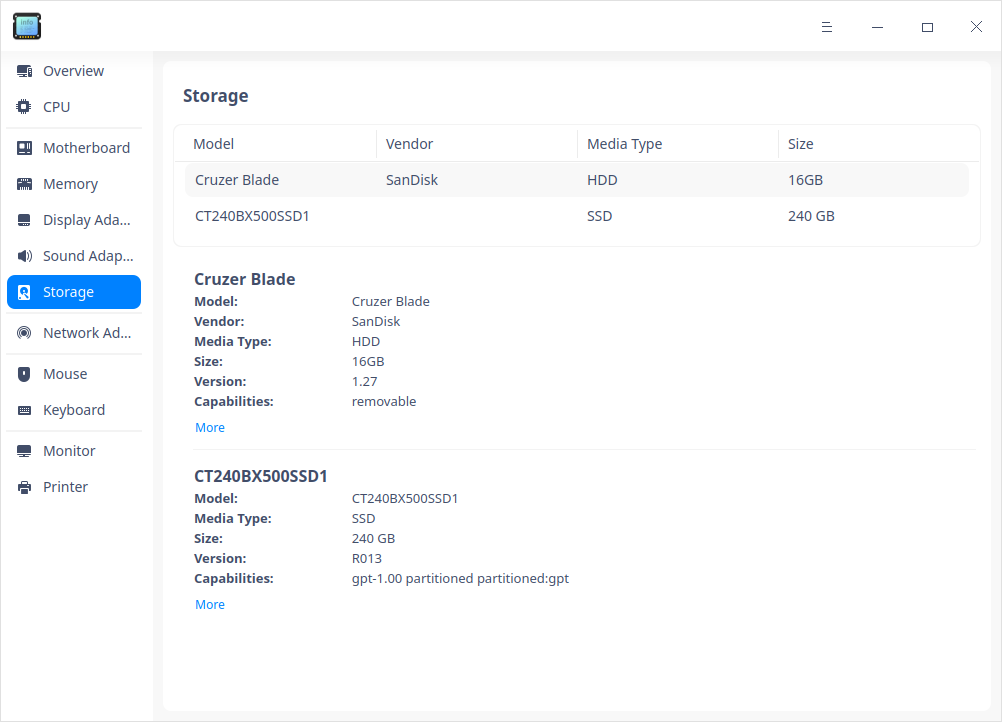 info
Overview
CPU
Motherboard
Memory
Display Ada...
Sound Adap...
Storage
Network Ad...
Mouse
Keyboard
Monitor
Printer
Storage
Model Vendor Media Type Size
Cruzer Blade SanDisk HDD 16GB
CT240BX500SSD1 SSD 240 GB
Cruzer Blade
Model: Cruzer Blade
Vendor: SanDisk
Media Type: HDD
Size: 16GB
Version: 1.27
Capabilities: removable
More
CT240BX500SSD1
Model: CT240BX500SSD1
Media Type: SSD
Size: 240 GB
Version: R013
Capabilities: gpt-1.00 partitioned partitioned:gpt
More